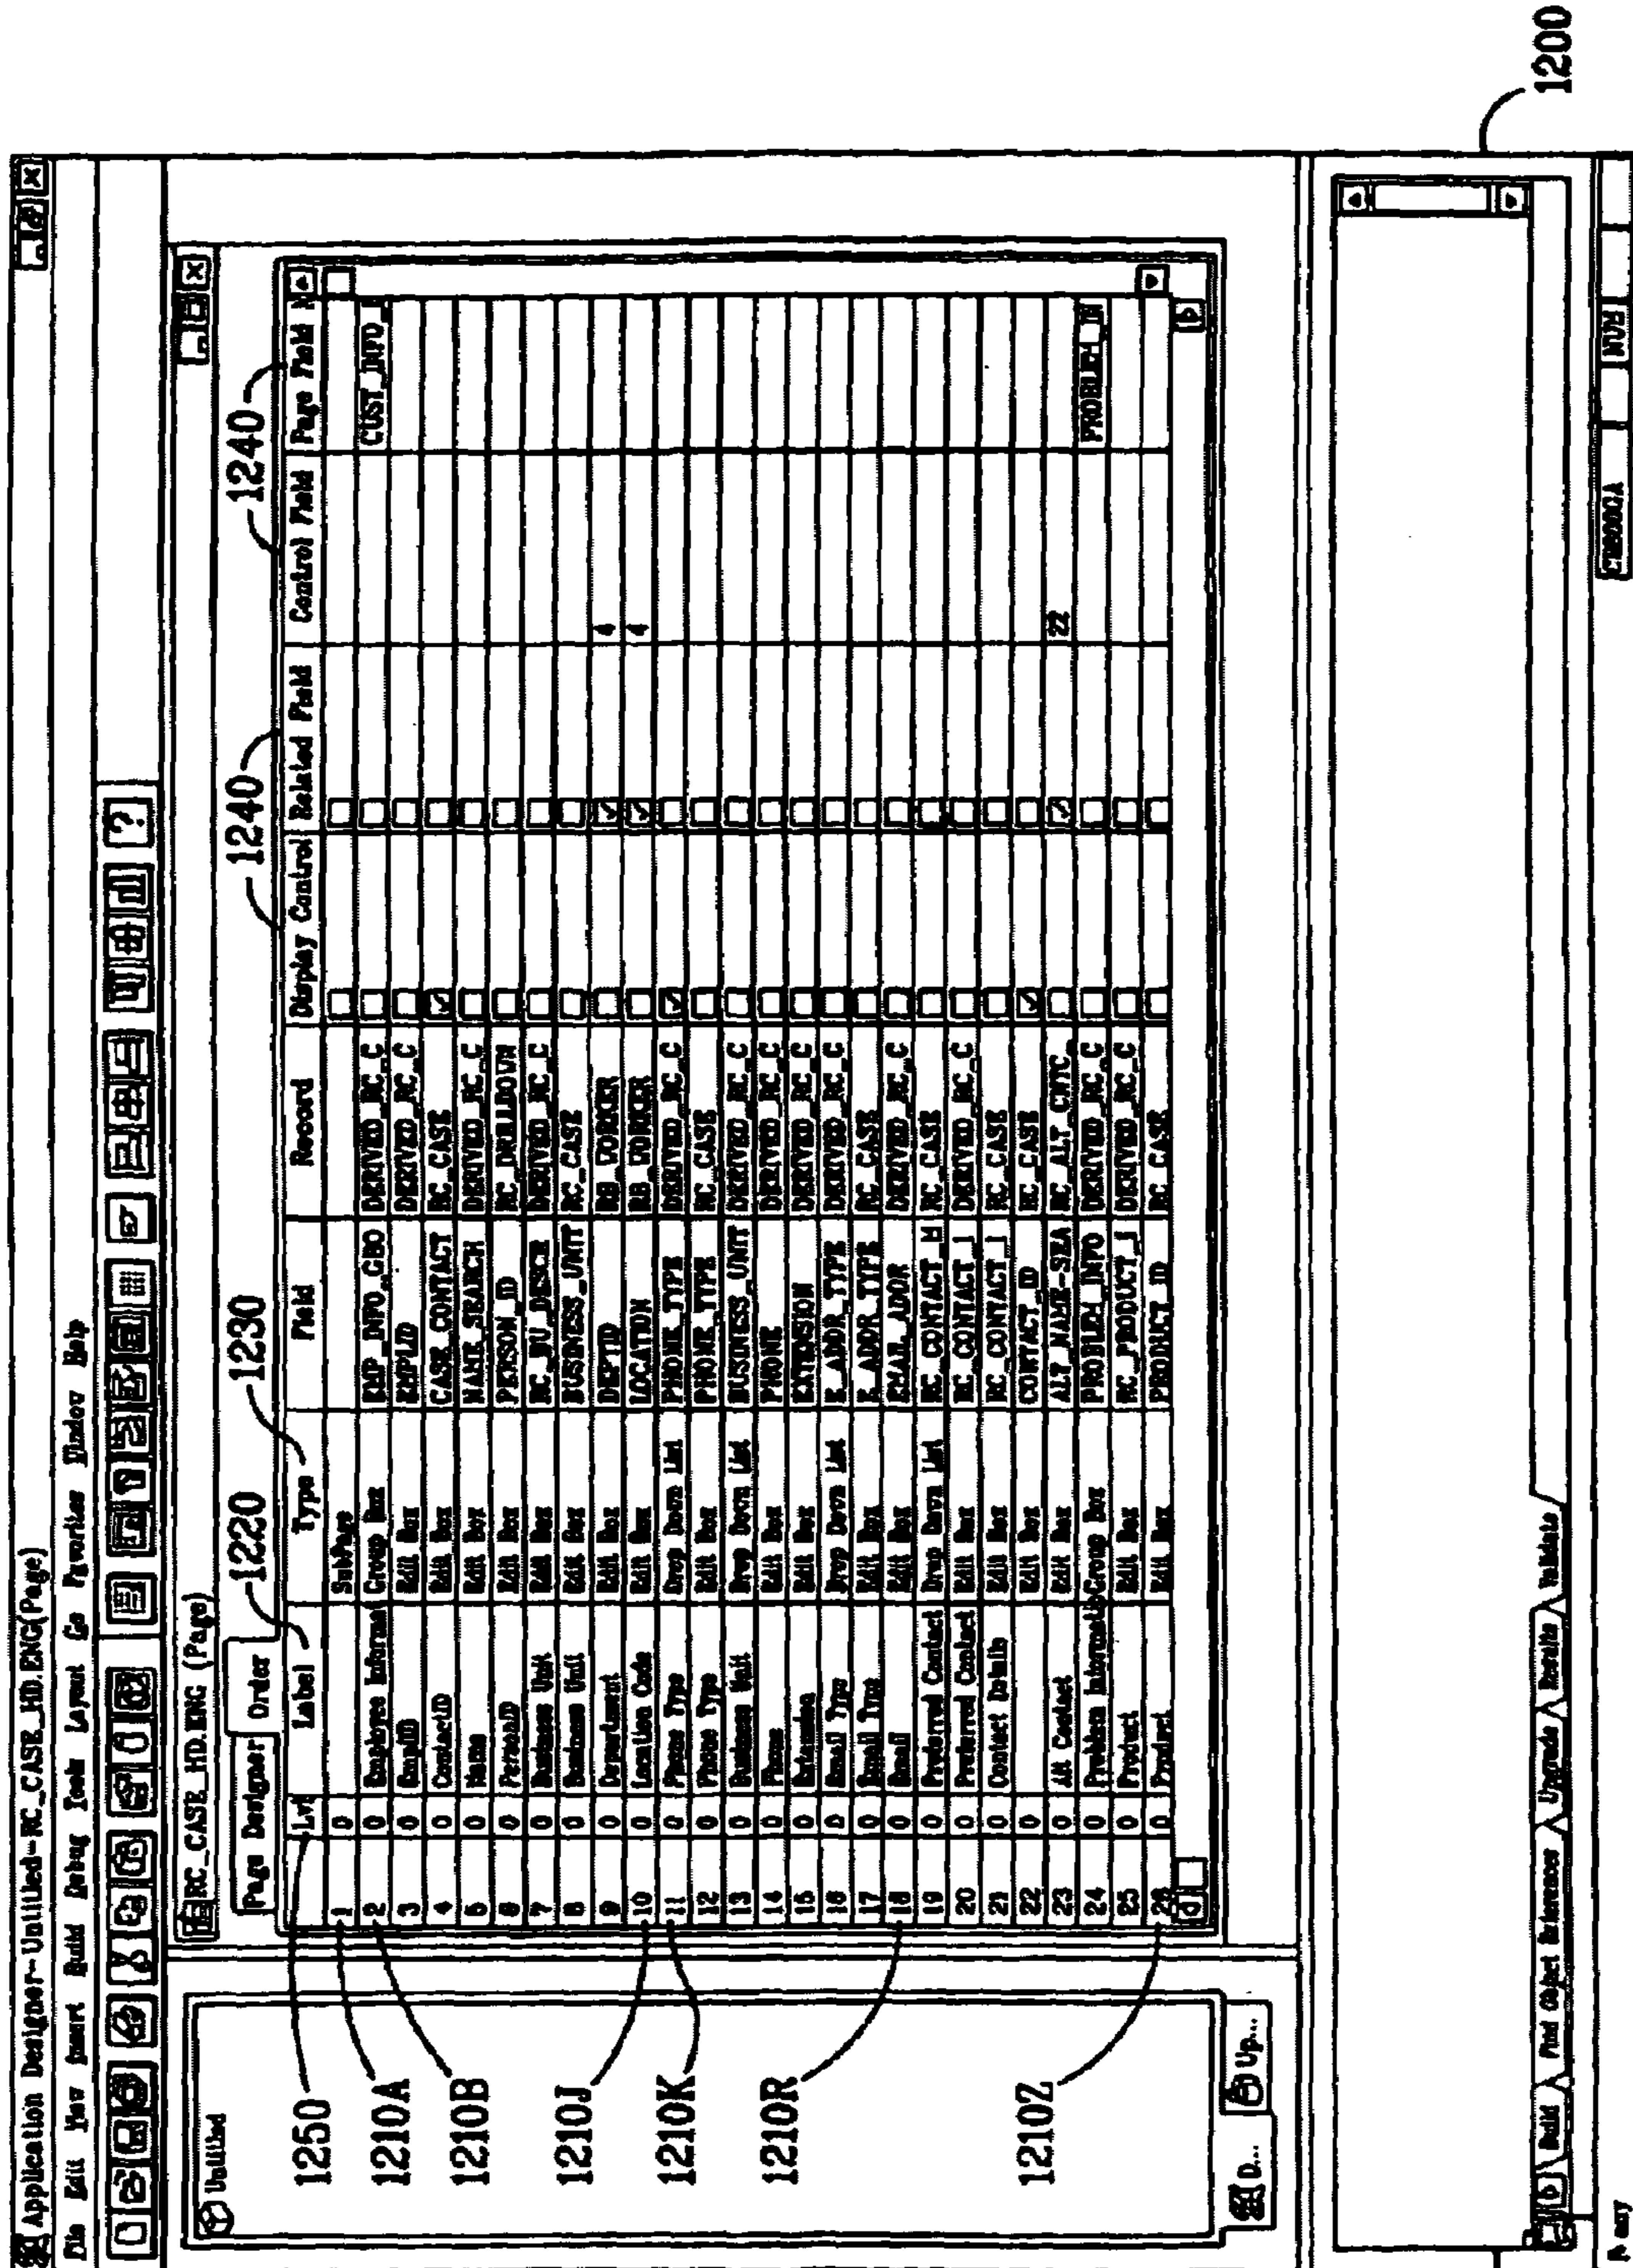 Application Designer-Untitled-RC_CASE_HD.ENG(Page)
File Edit View Insert Build Debug Tools Layout Go Favorites Window Help
Untitled
RC_CASE_HD.ENG (Page)
1220 1230 1240 1240
Page Designer Order
Lvl Label Type Field Record Display Control Related Field Control Field Page Field N
1 0 SubPage
2 0 Employee Informat Group Box EMP_INFO_GBO DERIVED_RC_C CUST_INFO_
3 0 EmplID Edit Box EMPLID DERIVED_RC_C
4 0 ContactID Edit Box CASE_CONTACT RC_CASE
5 0 Name Edit Box NAME_SEARCH DERIVED_RC_C
6 0 PersonID Edit Box PERSON_ID RC_DRILLDOWN
7 0 Business Unit Edit Box RC_BU_DESCR DERIVED_RC_C
8 0 Business Unit Edit Box BUSINESS_UNIT RC_CASE
9 0 Department Edit Box DEPTID RB_WORKER 4
10 0 Location Code Edit Box LOCATION RB_WORKER 4
11 0 Phone Type Drop Down List PHONE_TYPE DERIVED_RC_C
12 0 Phone Type Edit Box PHONE_TYPE RC_CASE
13 0 Business Unit Drop Down List BUSINESS_UNIT DERIVED_RC_C
14 0 Phone Edit Box PHONE DERIVED_RC_C
15 0 Extension Edit Box EXTENSION DERIVED_RC_C
16 0 Email Type Drop Down List E_ADDR_TYPE DERIVED_RC_C
17 0 Email Type Edit Box E_ADDR_TYPE RC_CASE
18 0 Email Edit Box EMAIL_ADDR DERIVED_RC_C
19 0 Preferred Contact Drop Down List RC_CONTACT_M RC_CASE
20 0 Preferred Contact Edit Box RC_CONTACT_I DERIVED_RC_C
21 0 Contact Details Edit Box RC_CONTACT_I RC_CASE
22 0 Edit Box CONTACT_ID RC_CASE
23 0 Alt Contact Edit Box ALT_NAME-SEA RC_ALT_CNTC_ 22
24 0 Problem Informatio Group Box PROBLEM_INFO DERIVED_RC_C PROBLEM_IN
25 0 Product Edit Box RC_PRODUCT_I DERIVED_RC_C
26 0 Product Edit Box PRODUCT_ID RC_CASE
1250
1210A
1210B
1210J
1210K
1210R
1210Z
D... Up...
Build Find Object References Upgrade Results Validate
NUM
1200